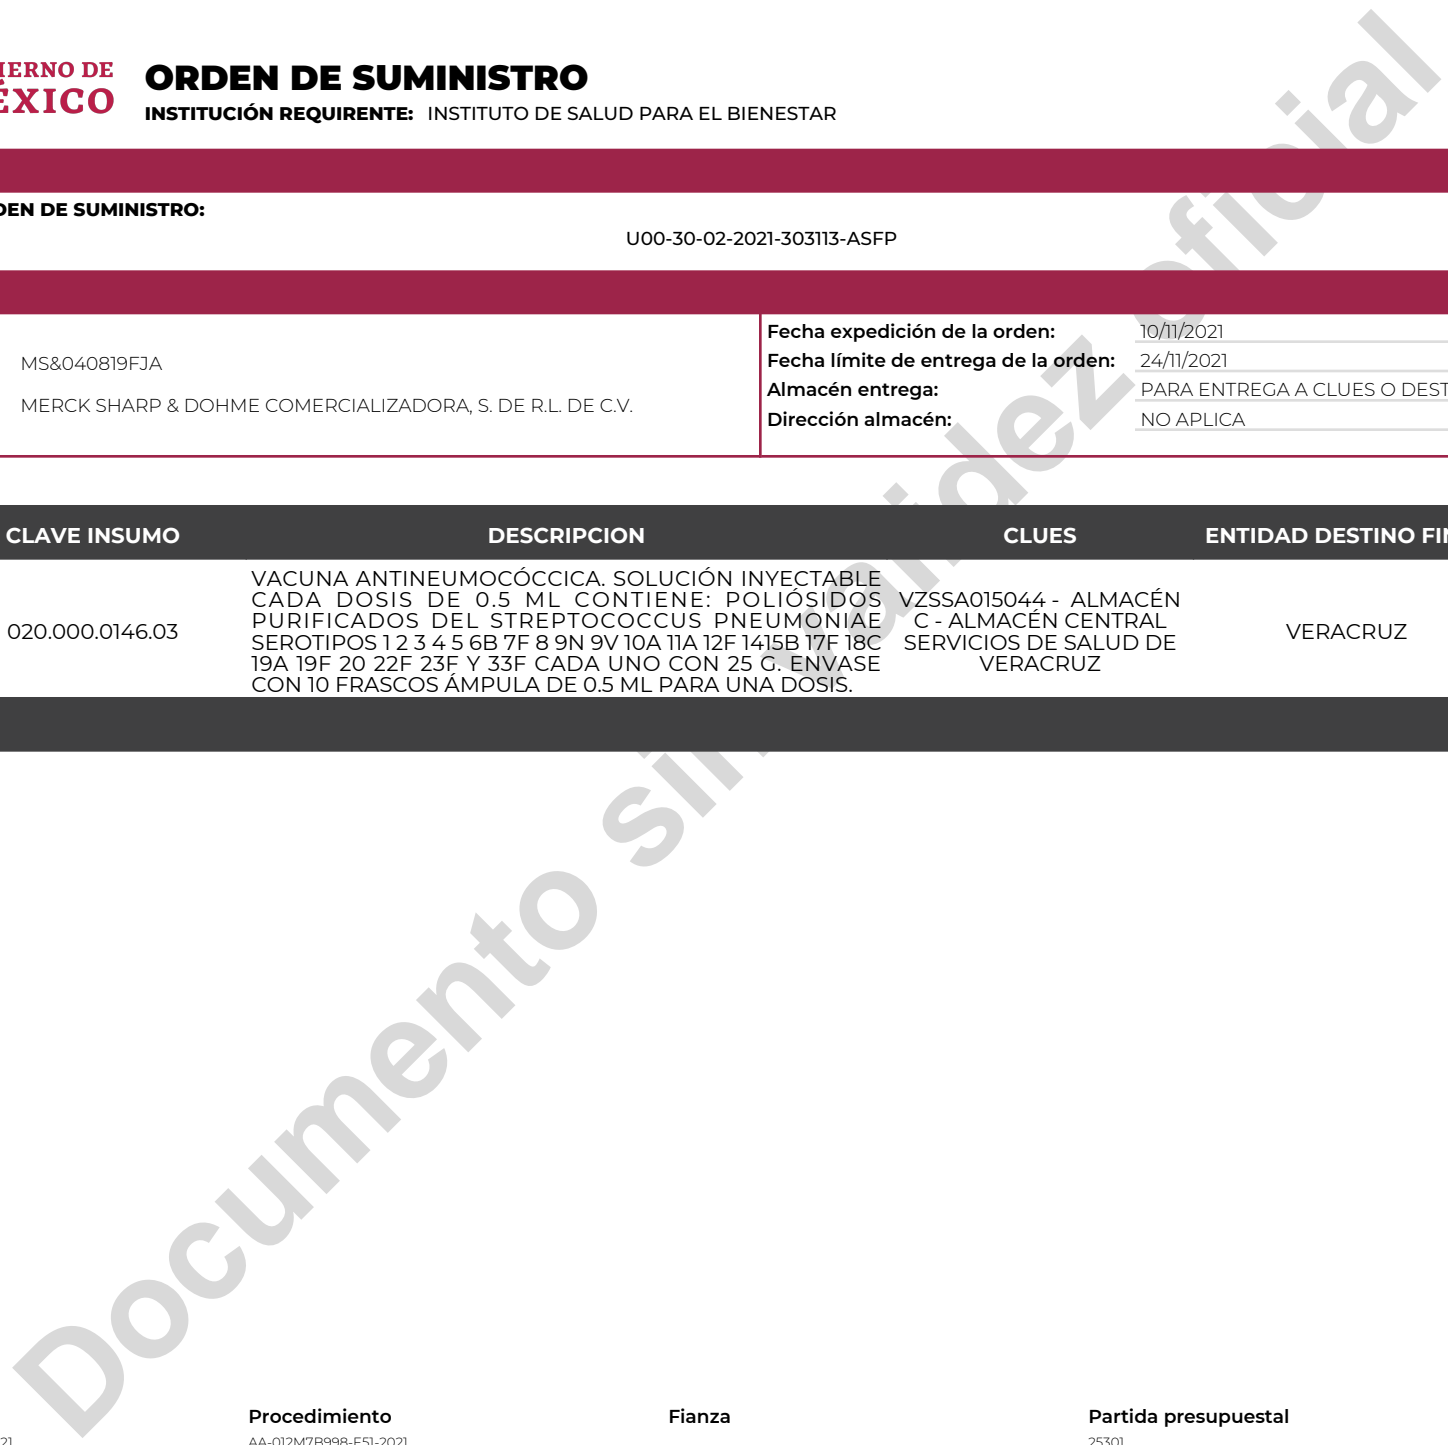 ORDEN DE SUMINISTRO
INSTITUCIÓN REQUIRENTE: INSTITUTO DE SALUD PARA EL BIENESTAR
DE SUMINISTRO:
U00-30-02-2021-303113-ASFP
MS&040819FJA
MERCK SHARP & DOHME COMERCIALIZADORA, S. DE R.L. DE C.V.
Fecha expedición de la orden: 10/11/2021
Fecha límite de entrega de la orden: 24/11/2021
Almacén entrega: PARA ENTREGA A CLUES O
Dirección almacén: NO APLICA
CLAVE INSUMO DESCRIPCION CLUES ENTIDAD DESTINO
020.000.0146.03
VACUNA ANTINEUMOCÓCCICA. SOLUCIÓN INYECTABLE
CADA DOSIS DE 0.5 ML CONTIENE: POLIÓSIDOS
PURIFICADOS DEL STREPTOCOCCUS PNEUMONIAE
SEROTIPOS 1 2 3 4 5 6B 7F 8 9N 9V 10A 11A 12F 1415B 17F 18C
19A 19F 20 22F 23F Y 33F CADA UNO CON 25 G. ENVASE
CON 10 FRASCOS ÁMPULA DE 0.5 ML PARA UNA DOSIS.
VZSSA015044 - ALMACÉN
C - ALMACÉN CENTRAL
SERVICIOS DE SALUD DE
VERACRUZ
VERACRUZ
Documento sin validez oficial
Procedimiento Fianza Partida presupuestal
AA-012M7B998-E51-2021 25301